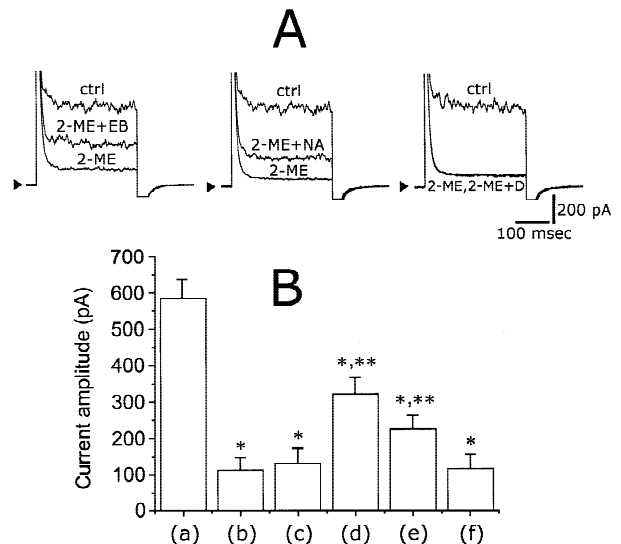 A
ctrl
2-ME+EB
2-ME
ctrl
2-ME+NA
2-ME
ctrl
2-ME,2-ME+D
200 pA
100 msec
B
Current amplitude (pA)
700
600
500
400
300
200
100
0
*
*
*,**
*,**
*
(a) (b) (c) (d) (e) (f)